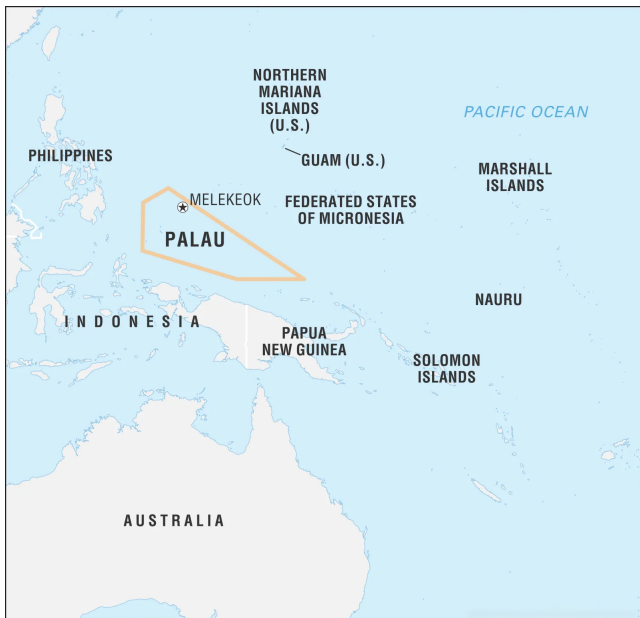 NORTHERN
MARIANA
ISLANDS
(U.S.)
PACIFIC OCEAN
PHILIPPINES
GUAM (U.S.)
MARSHALL
ISLANDS
MELEKEOK
FEDERATED STATES
OF MICRONESIA
PALAU
NAURU
INDONESIA
PAPUA
NEW GUINEA
SOLOMON
ISLANDS
AUSTRALIA